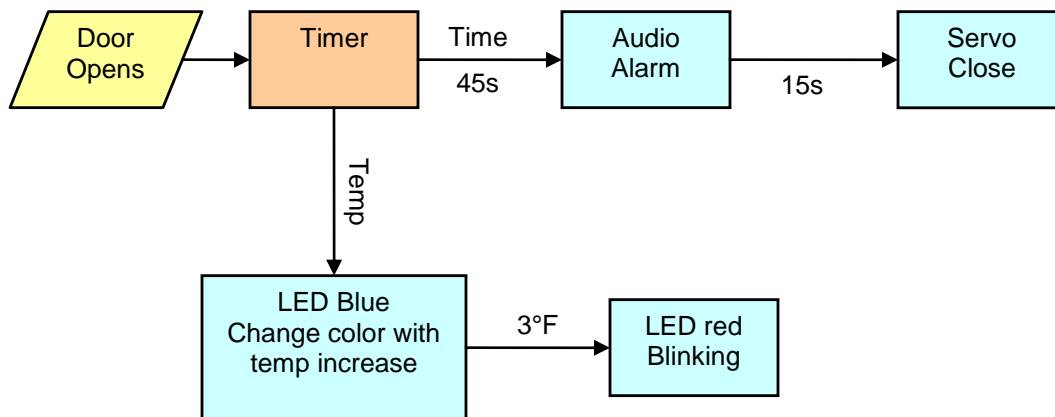 Door
Opens
Timer
Time
45s
Audio
Alarm
15s
Servo
Close
Temp
LED Blue
Change color with
temp increase
3°F
LED red
Blinking